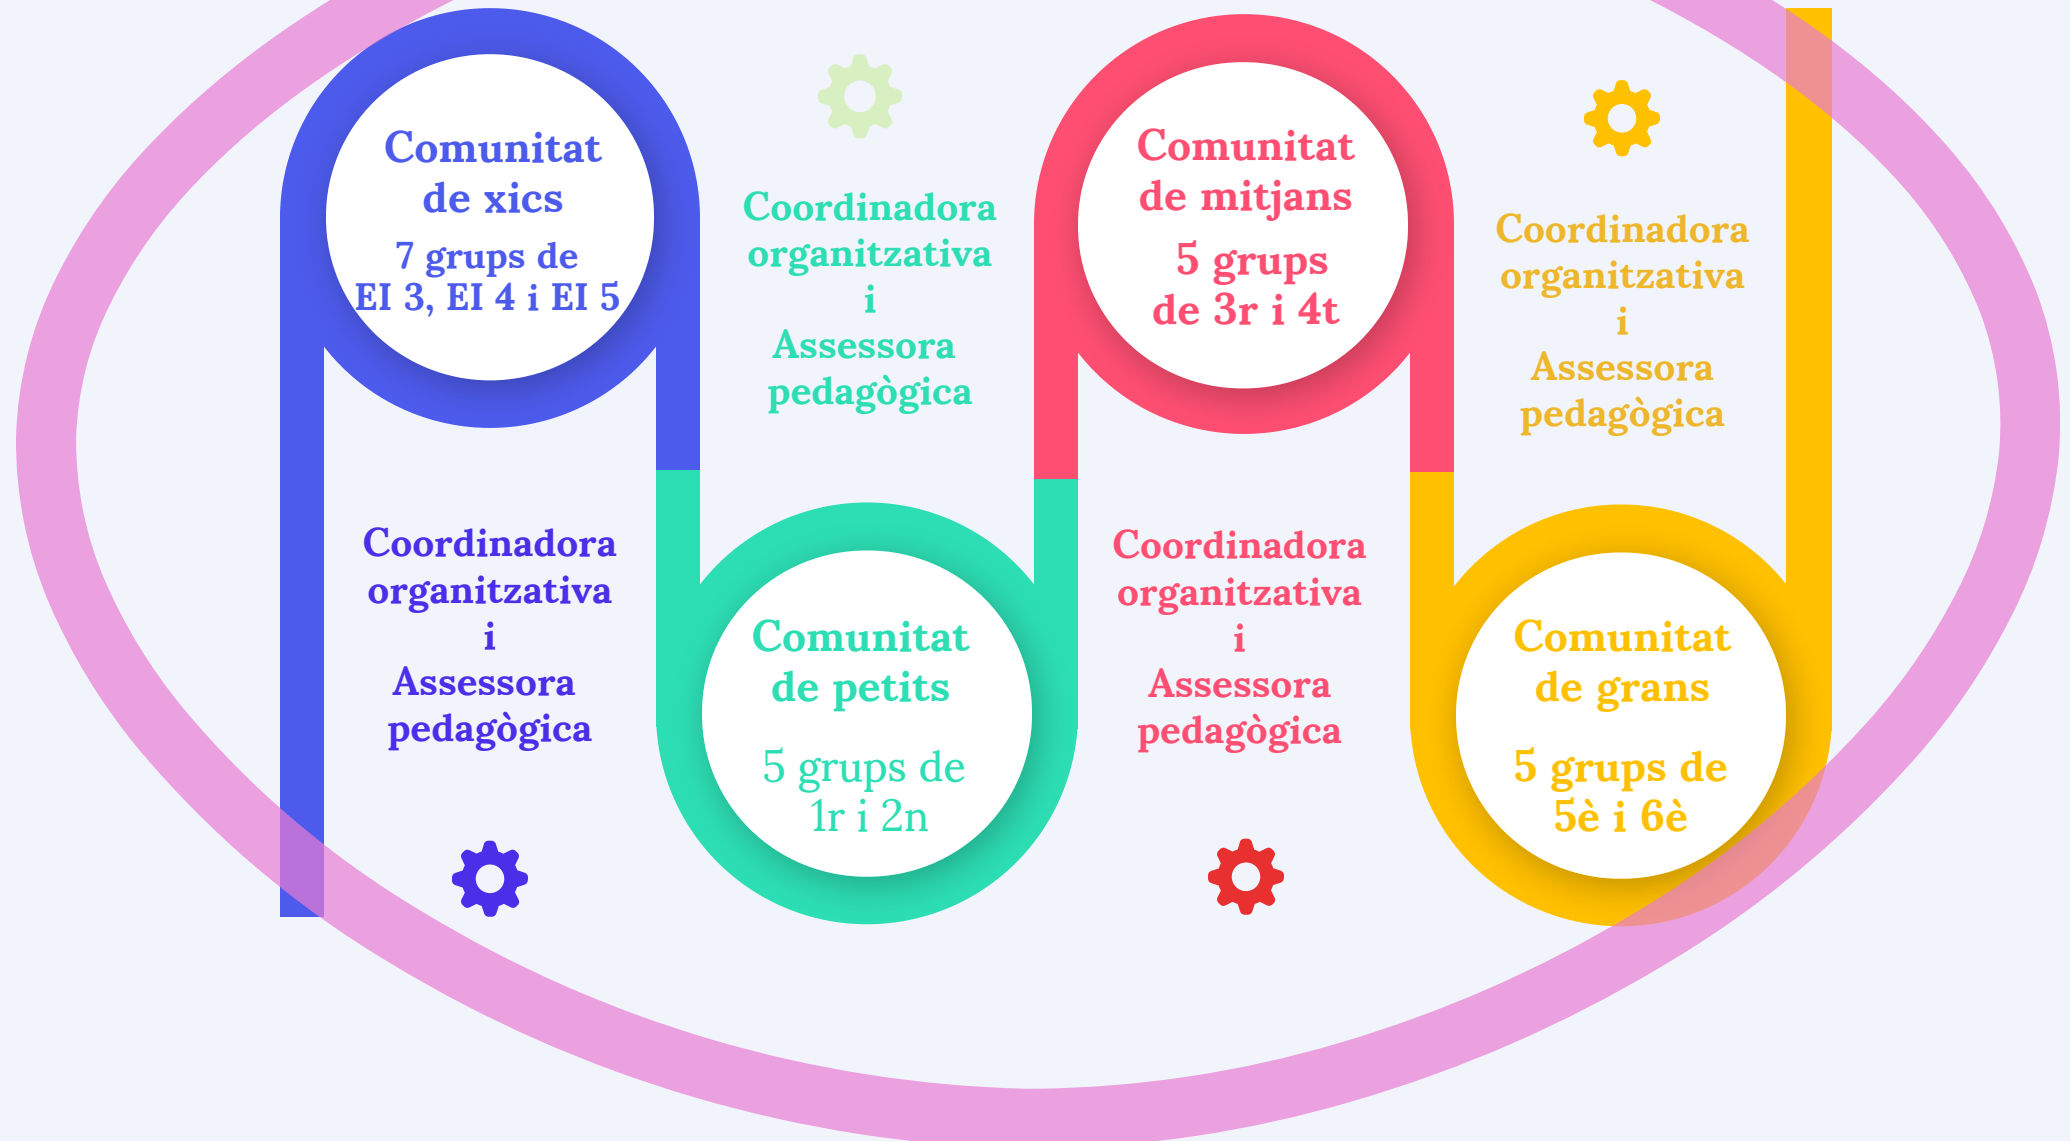 Comunitat
de xics
7 grups de
EI 3, EI 4 i EI 5
Coordinadora
organitzativa
i
Assessora
pedagògica
Coordinadora
organitzativa
i
Assessora
pedagògica
Comunitat
de petits
5 grups de
1r i 2n
Comunitat
de mitjans
5 grups
de 3r i 4t
Coordinadora
organitzativa
i
Assessora
pedagògica
Coordinadora
organitzativa
i
Assessora
pedagògica
Comunitat
de grans
5 grups de
5è i 6è